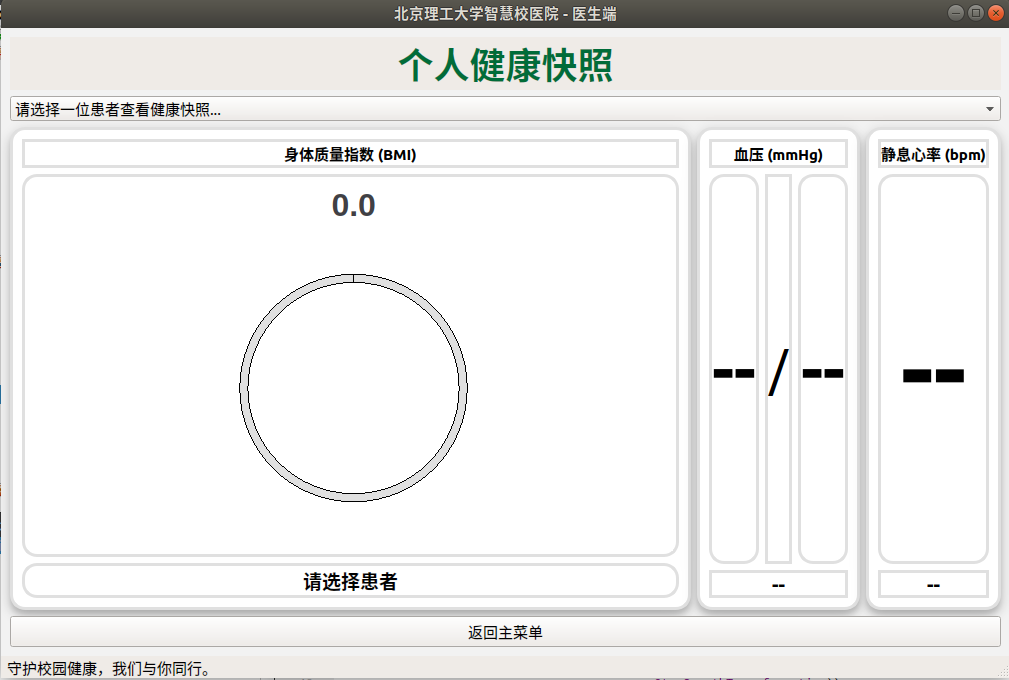 北京理工大学智慧校医院 - 医生端
个人健康快照
请选择一位患者查看健康快照...
身体质量指数 (BMI)
血压 (mmHg)
静息心率 (bpm)
0.0
-- / --
--
请选择患者
--
--
返回主菜单
守护校园健康，我们与你同行。